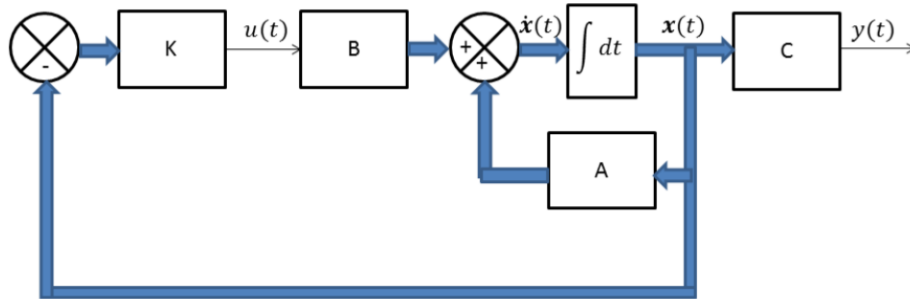 -
K
u(t)
B
+
+
ẋ(t)
∫ dt
x(t)
C
y(t)
A